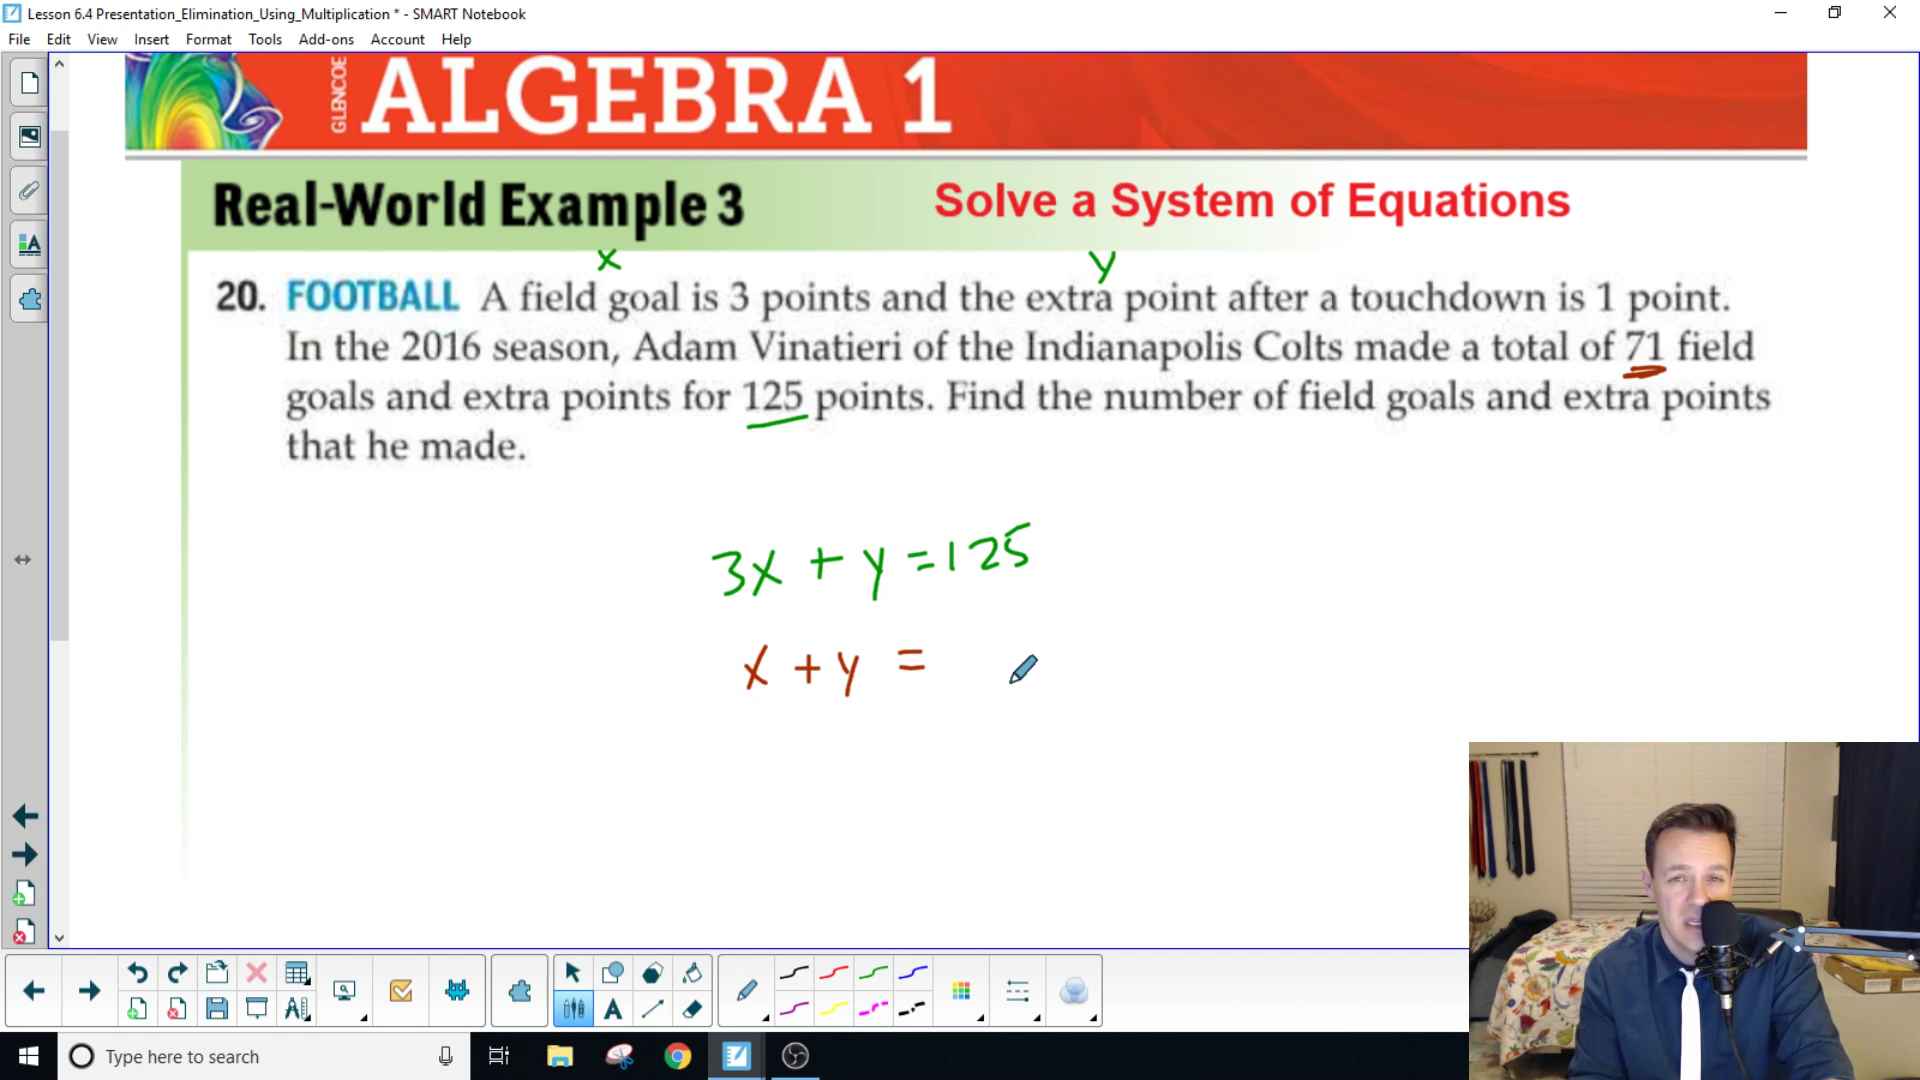 Lesson 6.4 Presentation_Elimination_Using_Multiplication * - SMART Notebook
File Edit View Insert Format Tools Add-ons Account Help
GLENCOE
ALGEBRA 1
Real-World Example 3 Solve a System of Equations
x y
20. FOOTBALL A field goal is 3 points and the extra point after a touchdown is 1 point.
In the 2016 season, Adam Vinatieri of the Indianapolis Colts made a total of 71 field
goals and extra points for 125 points. Find the number of field goals and extra points
that he made.
3x + y = 125
x + y =
Type here to search